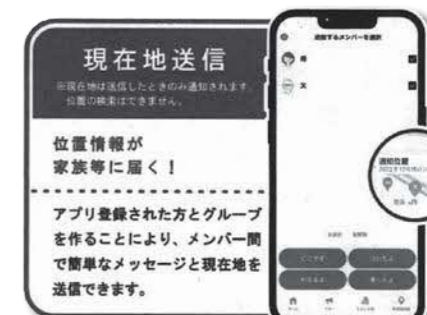 現在地送信
※現在地は送信したときのみ通知されます。
位置の検索はできません。
位置情報が
家族等に届く！
アプリ登録された方とグループ
を作ることにより、メンバー間
で簡単なメッセージと現在地を
送信できます。
通知するメンバーを選択
母
父
通知位置